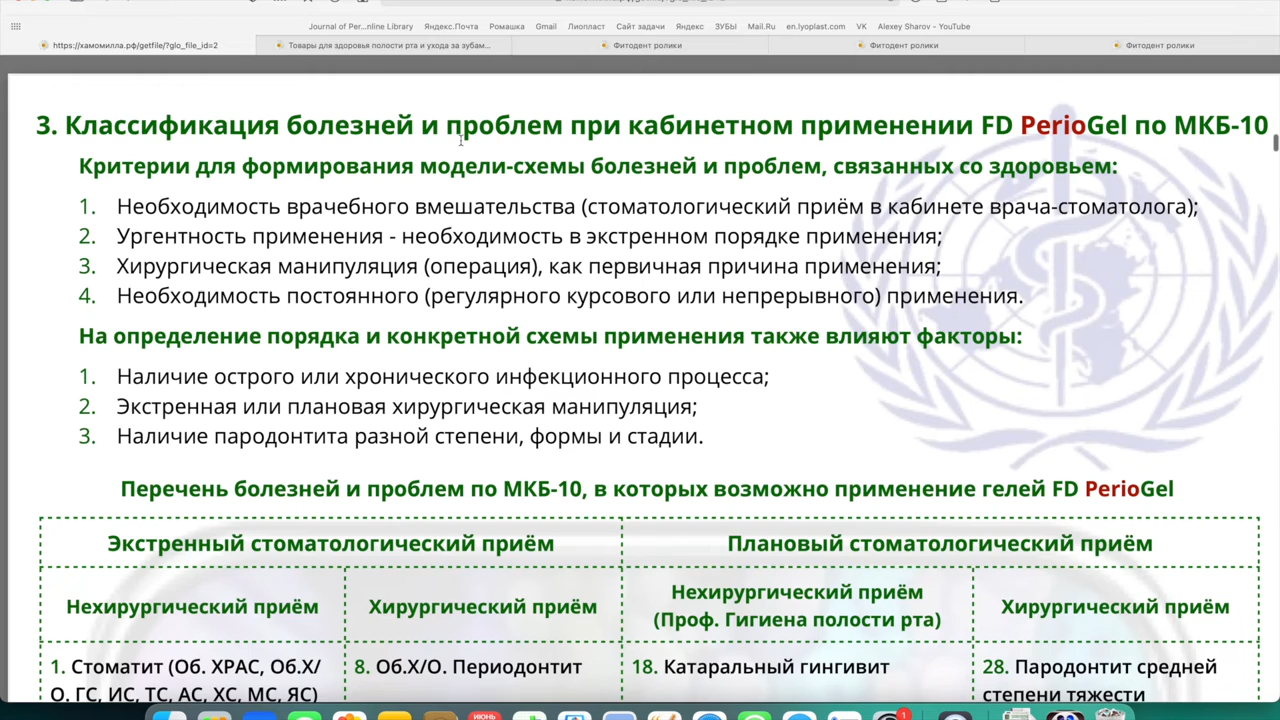 Journal of Per...nline Library Яндекс.Почта Ромашка Gmail Лиопласт Сайт задачи Яндекс ЗУБЫ Mail.Ru en.lyoplast.com VK Alexey Sharov - YouTube
https://хамомилла.рф/getfile/?glo_file_id=2 Товары для здоровья полости рта и ухода за зубам... Фитодент ролики Фитодент ролики Фитодент ролики
3. Классификация болезней и проблем при кабинетном применении FD PerioGel по МКБ-10
Критерии для формирования модели-схемы болезней и проблем, связанных со здоровьем:
1. Необходимость врачебного вмешательства (стоматологический приём в кабинете врача-стоматолога);
2. Ургентность применения - необходимость в экстренном порядке применения;
3. Хирургическая манипуляция (операция), как первичная причина применения;
4. Необходимость постоянного (регулярного курсового или непрерывного) применения.
На определение порядка и конкретной схемы применения также влияют факторы:
1. Наличие острого или хронического инфекционного процесса;
2. Экстренная или плановая хирургическая манипуляция;
3. Наличие пародонтита разной степени, формы и стадии.
Перечень болезней и проблем по МКБ-10, в которых возможно применение гелей FD PerioGel
Экстренный стоматологический приём Плановый стоматологический приём
Нехирургический приём Хирургический приём Нехирургический приём (Проф. Гигиена полости рта) Хирургический приём
1. Стоматит (Об. ХРАС, Об.Х/ 8. Об.Х/О. Периодонтит 18. Катаральный гингивит 28. Пародонтит средней
О. ГС, ИС, ТС, АС, ХС, МС, ЯС) степени тяжести
ИЮНЬ
1